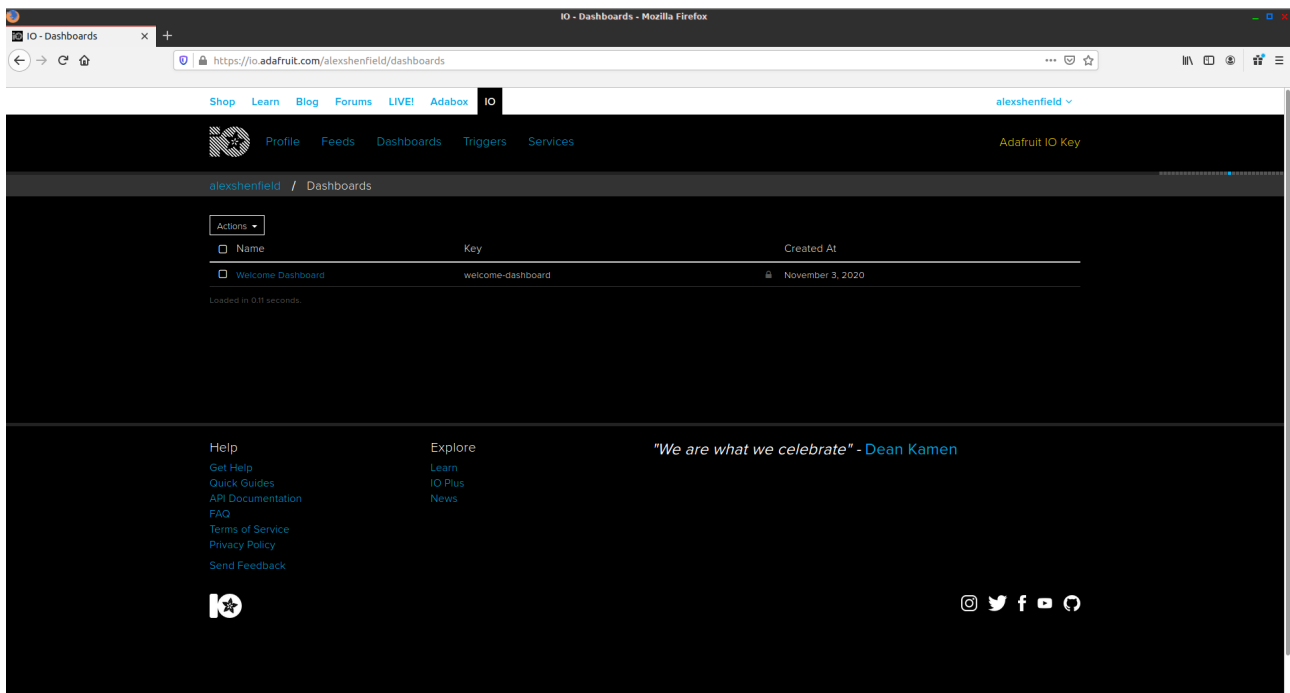 IO - Dashboards - Mozilla Firefox
IO - Dashboards
https://io.adafruit.com/alexshenfield/dashboards
Shop Learn Blog Forums LIVE! Adabox IO alexshenfield
Profile Feeds Dashboards Triggers Services Adafruit IO Key
alexshenfield / Dashboards
Actions
Name Key Created At
Welcome Dashboard welcome-dashboard November 3, 2020
Loaded in 0.11 seconds.
Help Explore "We are what we celebrate" - Dean Kamen
Get Help Learn
Quick Guides IO Plus
API Documentation News
FAQ
Terms of Service
Privacy Policy
Send Feedback